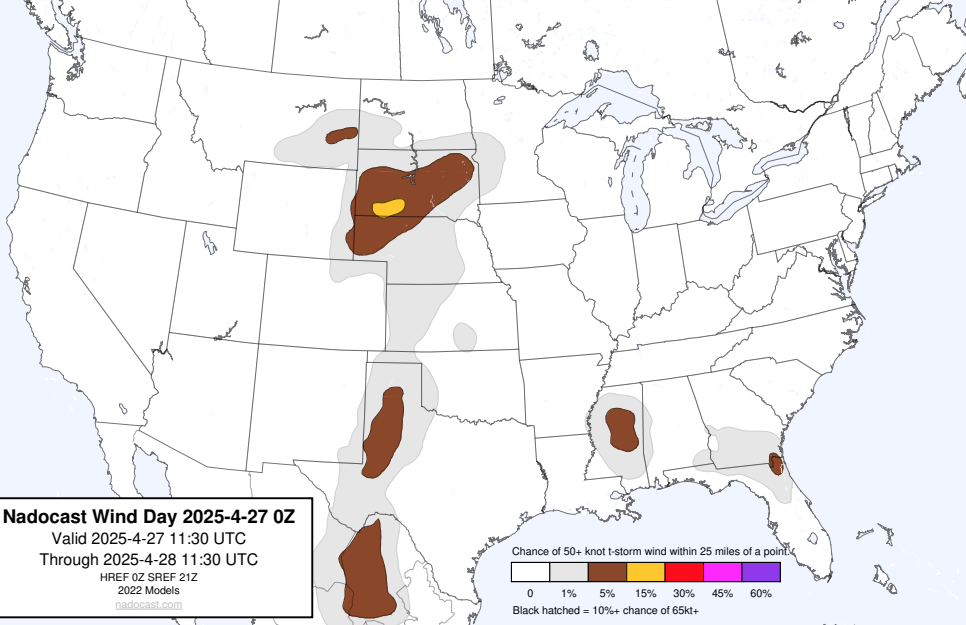 Nadocast Wind Day 2025-4-27 0Z
Valid 2025-4-27 11:30 UTC
Through 2025-4-28 11:30 UTC
HREF 0Z SREF 21Z
2022 Models
nadocast.com
Chance of 50+ knot t-storm wind within 25 miles of a point.
0 1% 5% 15% 30% 45% 60%
Black hatched = 10%+ chance of 65kt+